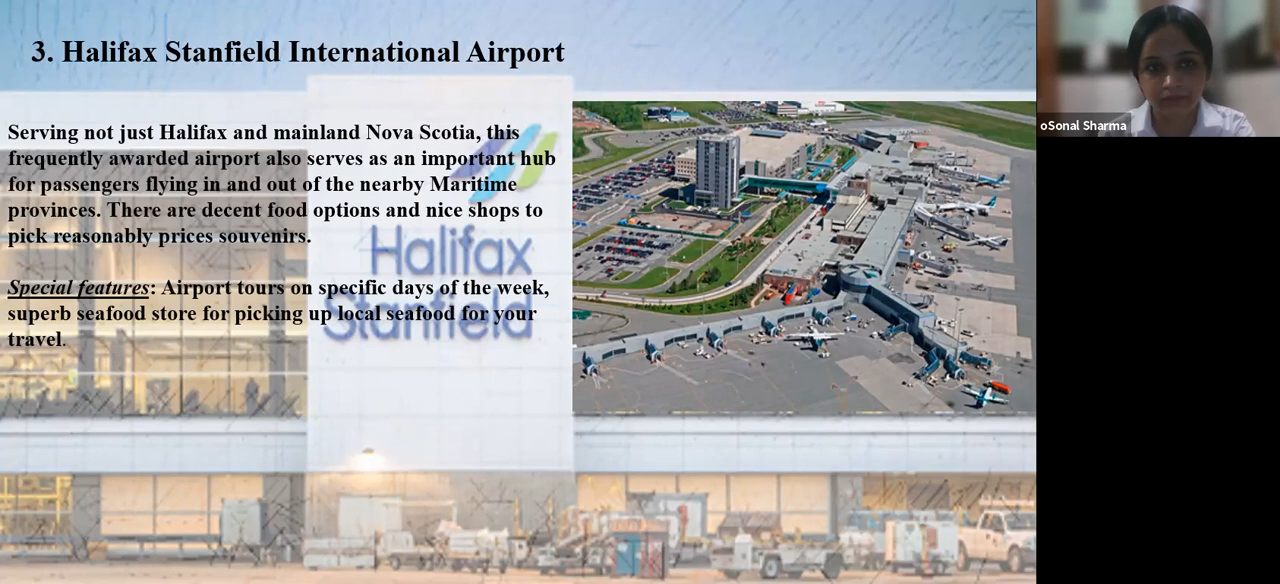 3. Halifax Stanfield International Airport
Serving not just Halifax and mainland Nova Scotia, this
frequently awarded airport also serves as an important hub
for passengers flying in and out of the nearby Maritime
provinces. There are decent food options and nice shops to
pick reasonably prices souvenirs.
Special features: Airport tours on specific days of the week,
superb seafood store for picking up local seafood for your
travel.
Halifax
Stanfield
oSonal Sharma